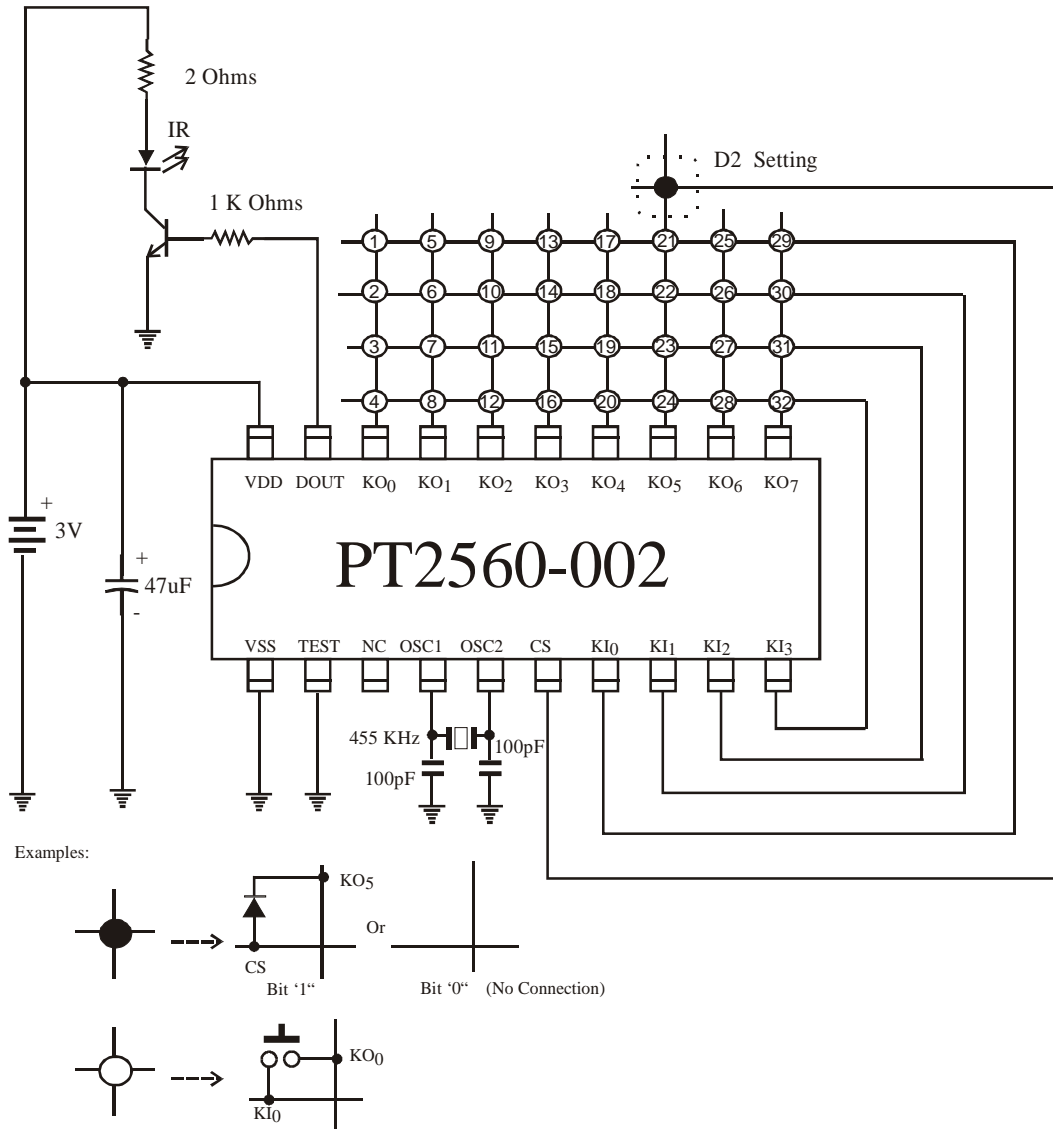 2 Ohms
IR
D2 Setting
1 K Ohms
1 5 9 13 17 21 25 29
2 6 10 14 18 22 26 30
3 7 11 15 19 23 27 31
4 8 12 16 20 24 28 32
VDD DOUT KO0 KO1 KO2 KO3 KO4 KO5 KO6 KO7
+
3V
PT2560-002
+
47uF
-
VSS TEST NC OSC1 OSC2 CS KI0 KI1 KI2 KI3
455 KHz
100pF
100pF
Examples:
KO5
Or
CS
Bit ‘1“
Bit ‘0“ (No Connection)
KO0
KI0